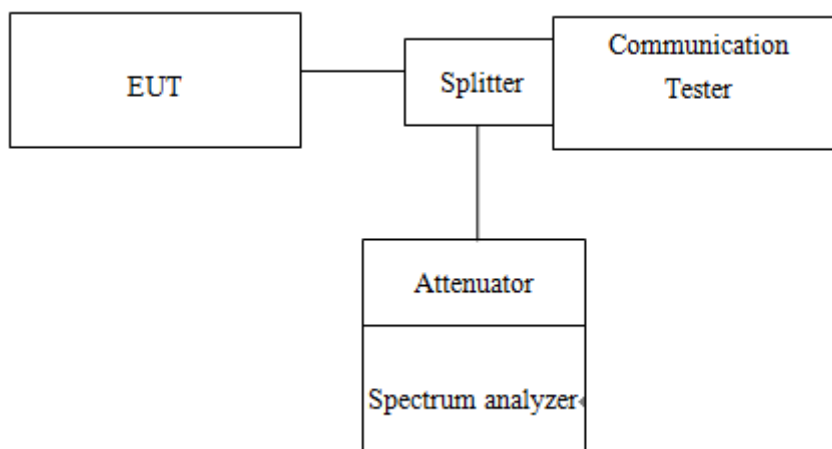 EUT
Splitter
Communication
Tester
Attenuator
Spectrum analyzer